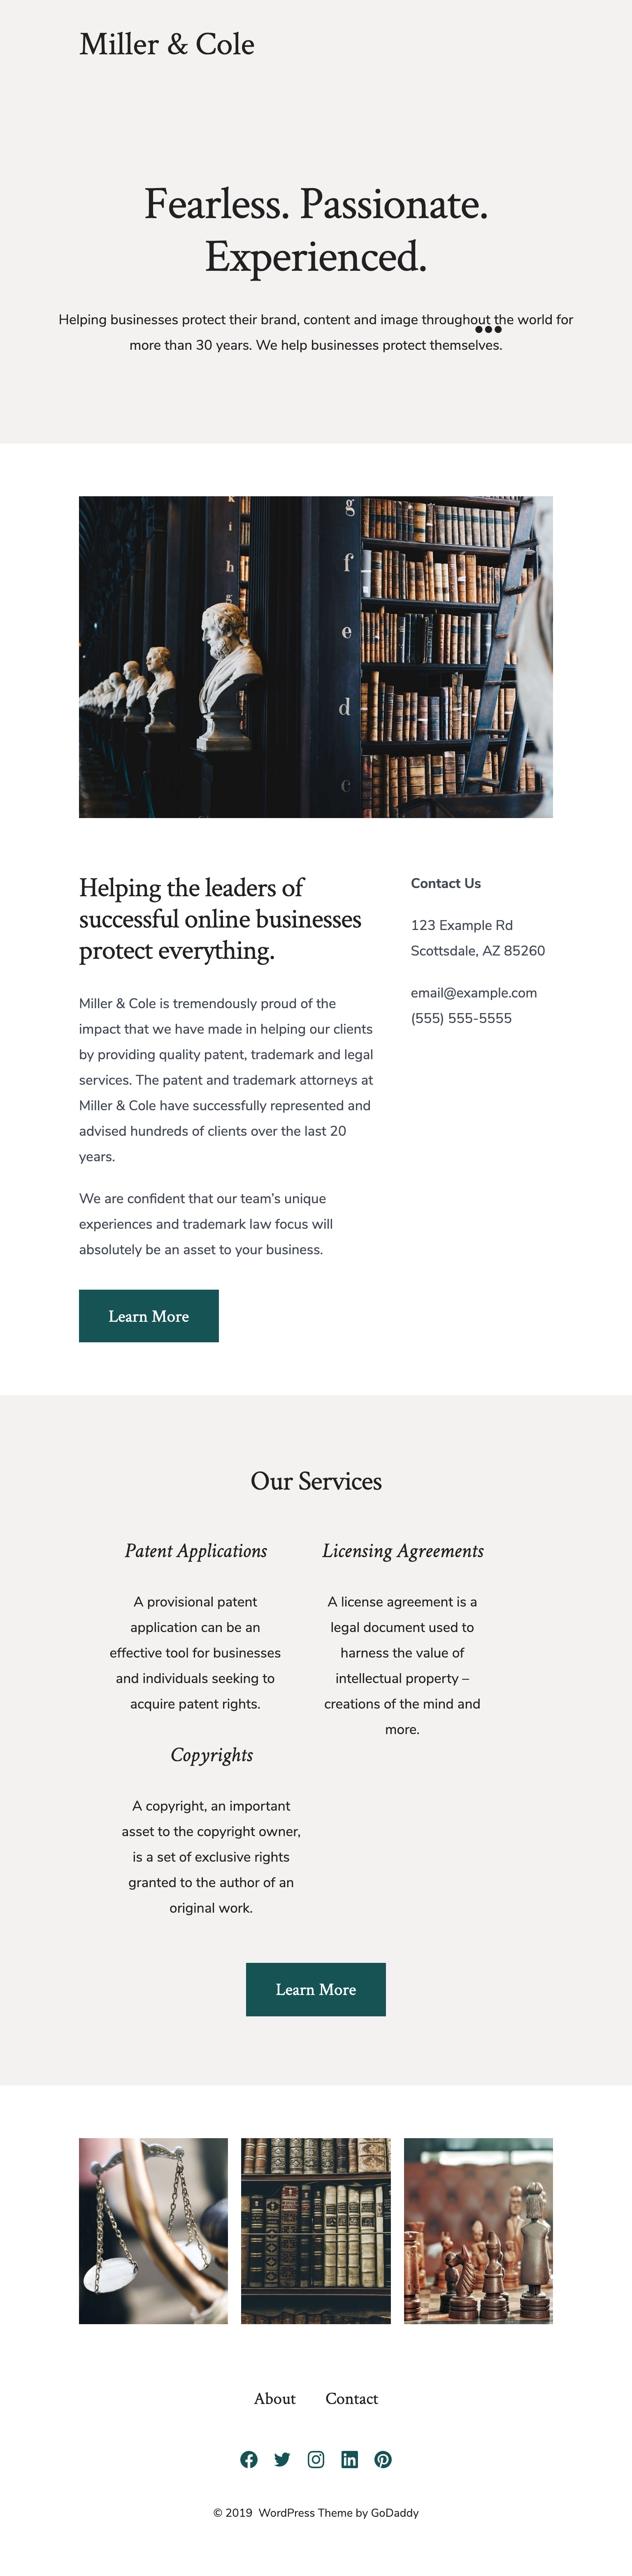 Miller & Cole
Fearless. Passionate.
Experienced.
Helping businesses protect their brand, content and image throughout the world for
more than 30 years. We help businesses protect themselves.
k
i
h
g
g
f
e
d
c
Helping the leaders of
successful online businesses
protect everything.
Miller & Cole is tremendously proud of the
impact that we have made in helping our clients
by providing quality patent, trademark and legal
services. The patent and trademark attorneys at
Miller & Cole have successfully represented and
advised hundreds of clients over the last 20
years.
We are confident that our team’s unique
experiences and trademark law focus will
absolutely be an asset to your business.
Learn More
Contact Us
123 Example Rd
Scottsdale, AZ 85260
email@example.com
(555) 555-5555
Our Services
Patent Applications
A provisional patent
application can be an
effective tool for businesses
and individuals seeking to
acquire patent rights.
Licensing Agreements
A license agreement is a
legal document used to
harness the value of
intellectual property –
creations of the mind and
more.
Copyrights
A copyright, an important
asset to the copyright owner,
is a set of exclusive rights
granted to the author of an
original work.
Learn More
About Contact
© 2019 WordPress Theme by GoDaddy